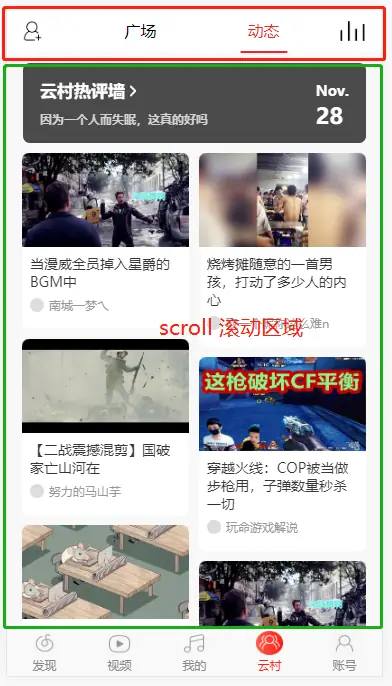 广场
动态
云村热评墙
Nov.
28
因为一个人而失眠，这真的好吗
当漫威全员掉入星爵的
BGM中
南城一梦乀
烧烤摊随意的一首男
孩，打动了多少人的内
心
么难n
scroll 滚动区域
这枪破坏CF平衡
【二战震撼混剪】国破
家亡山河在
努力的马山芋
穿越火线：COP被当做
步枪用，子弹数量秒杀
一切
玩命游戏解说
发现
视频
我的
云村
账号